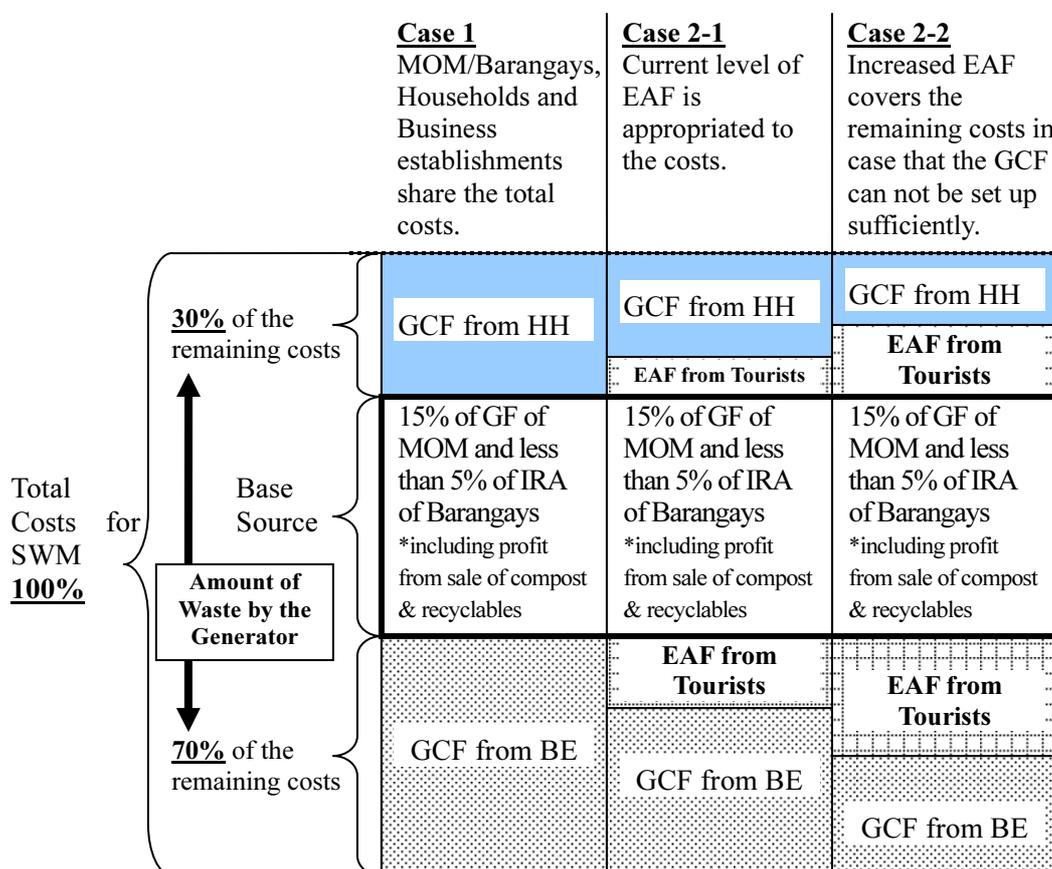 Case 1
MOM/Barangays,
Households and
Business
establishments
share the total
costs.
Case 2-1
Current level of
EAF is
appropriated to
the costs.
Case 2-2
Increased EAF
covers the
remaining costs in
case that the GCF
can not be set up
sufficiently.
Total
Costs for
SWM
100%
30% of the
remaining costs
Base
Source
Amount of
Waste by the
Generator
70% of the
remaining costs
GCF from HH
15% of GF of
MOM and less
than 5% of IRA
of Barangays
*including profit
from sale of compost
& recyclables
GCF from BE
GCF from HH
EAF from Tourists
15% of GF of
MOM and less
than 5% of IRA
of Barangays
*including profit
from sale of compost
& recyclables
EAF from
Tourists
GCF from BE
GCF from HH
EAF from
Tourists
15% of GF of
MOM and less
than 5% of IRA
of Barangays
*including profit
from sale of compost
& recyclables
EAF from
Tourists
GCF from BE